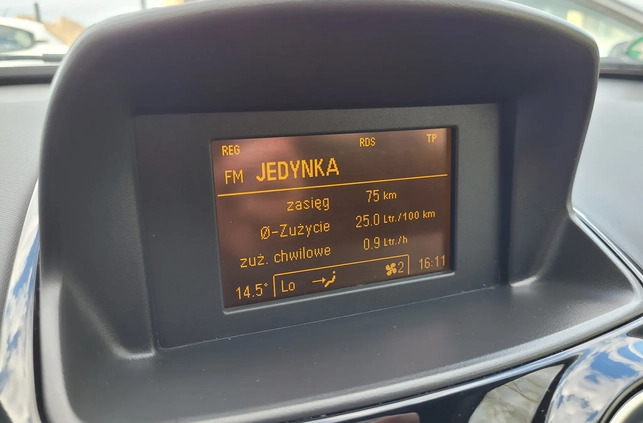 REG RDS TP
FM JEDYNKA
zasięg 75 km
Ø-Zużycie 25.0 Ltr./100 km
zuż. chwilowe 0.9 Ltr./h
14.5° Lo 2 16:11